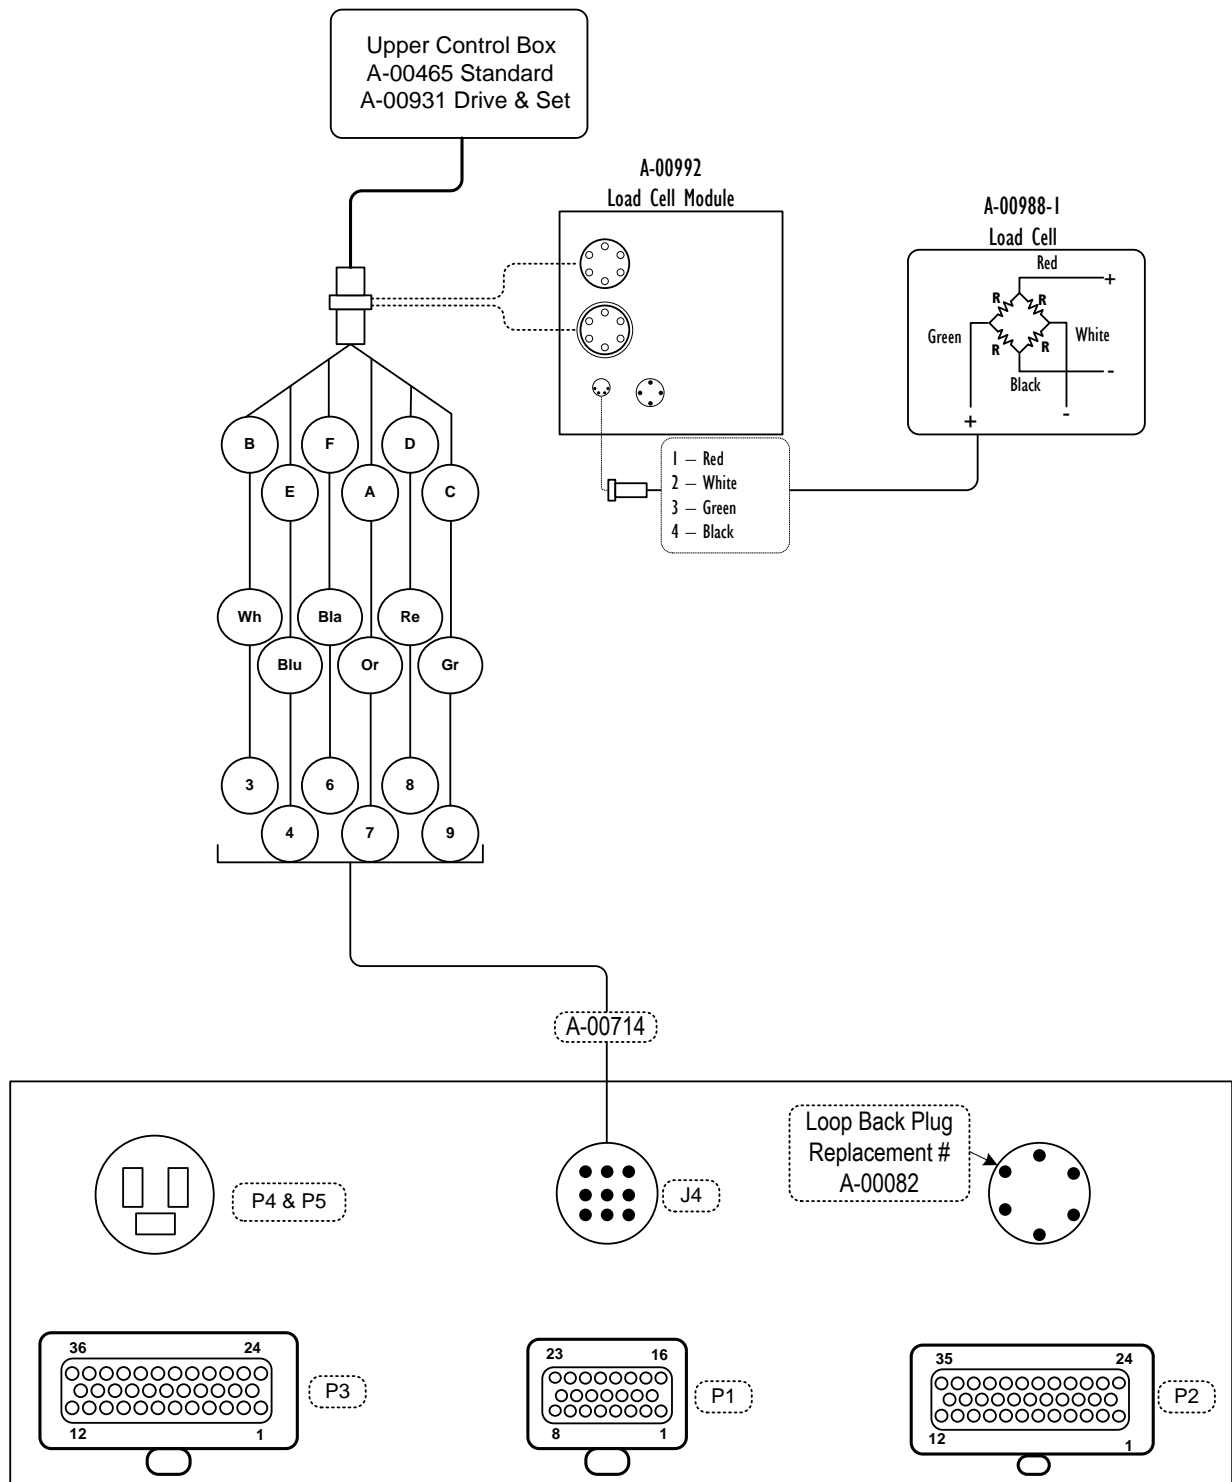 Upper Control Box
A-00465 Standard
A-00931 Drive & Set
A-00992
Load Cell Module
A-00988-1
Load Cell
Red
+
R R
Green
White
R R
Black
-
+
-
1 – Red
2 – White
3 – Green
4 – Black
B F D
E A C
Wh Bla Re
Blu Or Gr
3 6 8
4 7 9
A-00714
Loop Back Plug
Replacement #
A-00082
P4 & P5
J4
36 24
12 1
P3
23 16
8 1
P1
35 24
12 1
P2